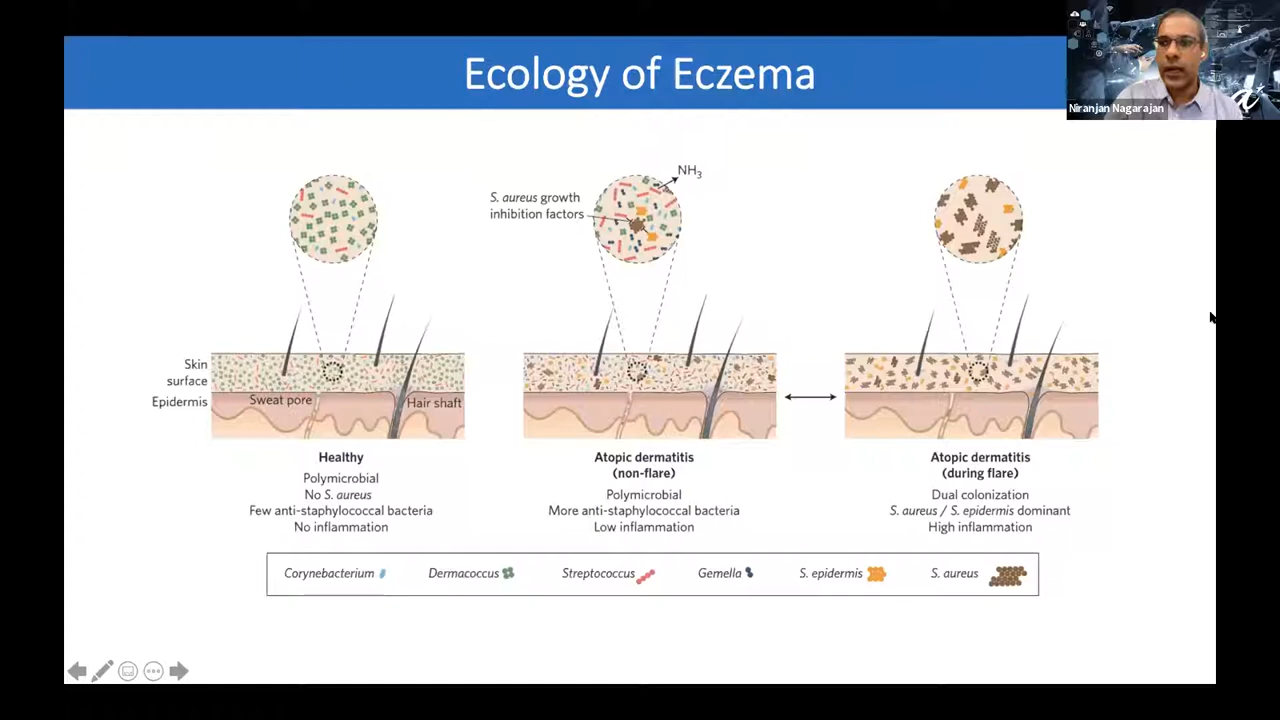 Ecology of Eczema
Niranjan Nagarajan
NH3
S. aureus growth
inhibition factors
Skin
surface
Epidermis
Sweat pore
Hair shaft
Healthy
Polymicrobial
No S. aureus
Few anti-staphylococcal bacteria
No inflammation
Atopic dermatitis
(non-flare)
Polymicrobial
More anti-staphylococcal bacteria
Low inflammation
Atopic dermatitis
(during flare)
Dual colonization
S. aureus / S. epidermis dominant
High inflammation
Corynebacterium
Dermacoccus
Streptococcus
Gemella
S. epidermis
S. aureus